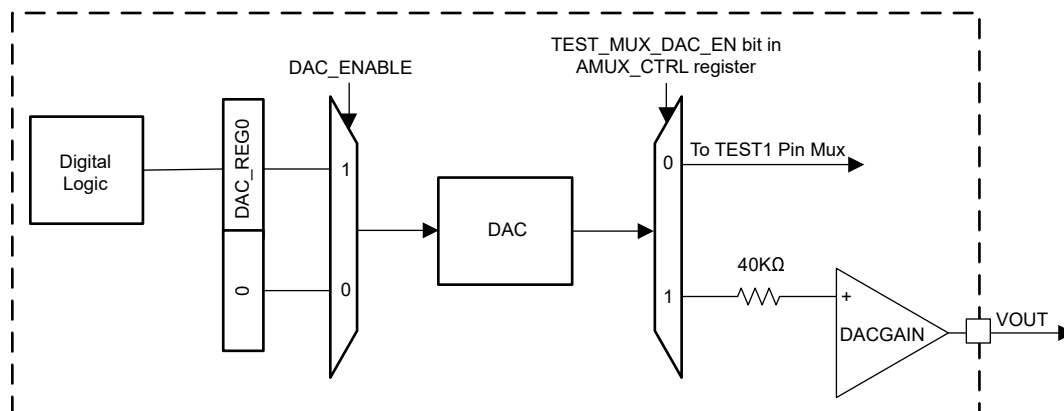 TEST_MUX_DAC_EN bit in
AMUX_CTRL register
DAC_ENABLE
Digital
Logic
DAC_REG0
1
0
To TEST1 Pin Mux
DAC
0
0
40KΩ
1
+
DACGAIN
VOUT